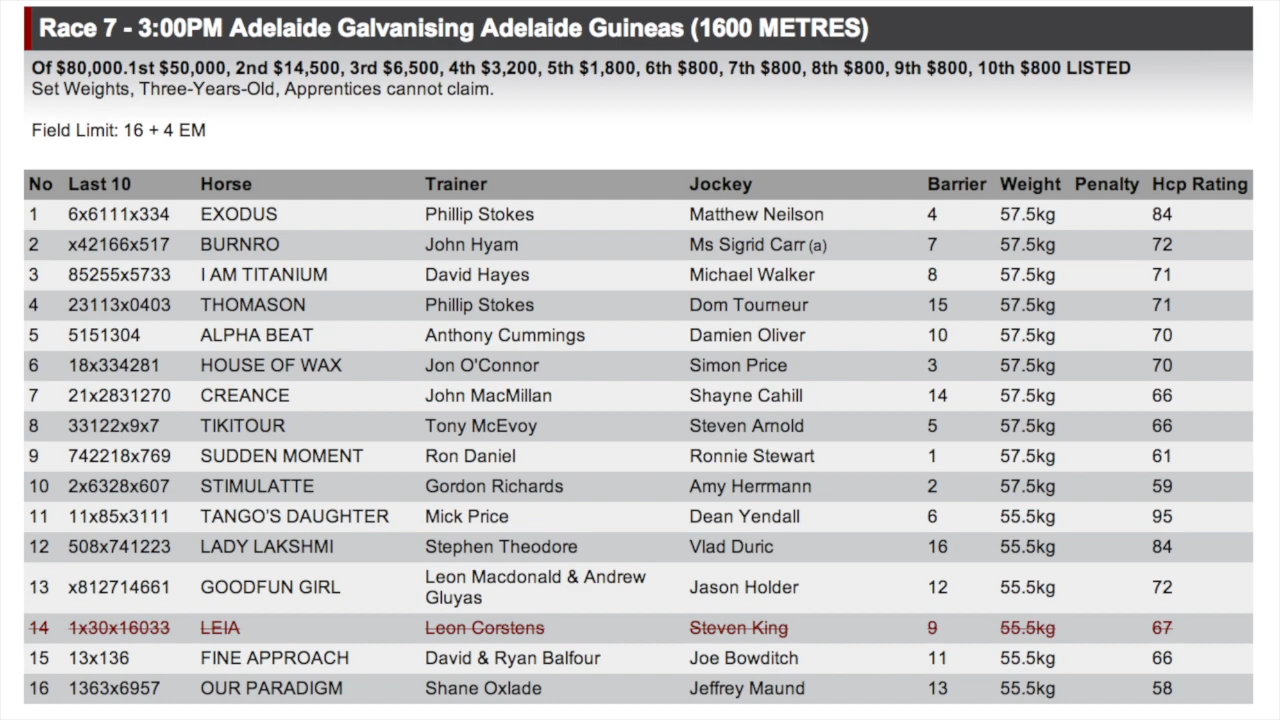 Race 7 - 3:00PM Adelaide Galvanising Adelaide Guineas (1600 METRES)
Of $80,000.1st $50,000, 2nd $14,500, 3rd $6,500, 4th $3,200, 5th $1,800, 6th $800, 7th $800, 8th $800, 9th $800, 10th $800 LISTED
Set Weights, Three-Years-Old, Apprentices cannot claim.
Field Limit: 16 + 4 EM
No Last 10 Horse Trainer Jockey Barrier Weight Penalty Hcp Rating
1 6x6111x334 EXODUS Phillip Stokes Matthew Neilson 4 57.5kg 84
2 x42166x517 BURNRO John Hyam Ms Sigrid Carr (a) 7 57.5kg 72
3 85255x5733 I AM TITANIUM David Hayes Michael Walker 8 57.5kg 71
4 23113x0403 THOMASON Phillip Stokes Dom Tourneur 15 57.5kg 71
5 5151304 ALPHA BEAT Anthony Cummings Damien Oliver 10 57.5kg 70
6 18x334281 HOUSE OF WAX Jon O'Connor Simon Price 3 57.5kg 70
7 21x2831270 CREANCE John MacMillan Shayne Cahill 14 57.5kg 66
8 33122x9x7 TIKITOUR Tony McEvoy Steven Arnold 5 57.5kg 66
9 742218x769 SUDDEN MOMENT Ron Daniel Ronnie Stewart 1 57.5kg 61
10 2x6328x607 STIMULATTE Gordon Richards Amy Herrmann 2 57.5kg 59
11 11x85x3111 TANGO'S DAUGHTER Mick Price Dean Yendall 6 55.5kg 95
12 508x741223 LADY LAKSHMI Stephen Theodore Vlad Duric 16 55.5kg 84
13 x812714661 GOODFUN GIRL Leon Macdonald & Andrew Gluyas Jason Holder 12 55.5kg 72
14 1x30x16033 LEIA Leon Corstens Steven King 9 55.5kg 67
15 13x136 FINE APPROACH David & Ryan Balfour Joe Bowditch 11 55.5kg 66
16 1363x6957 OUR PARADIGM Shane Oxlade Jeffrey Maund 13 55.5kg 58